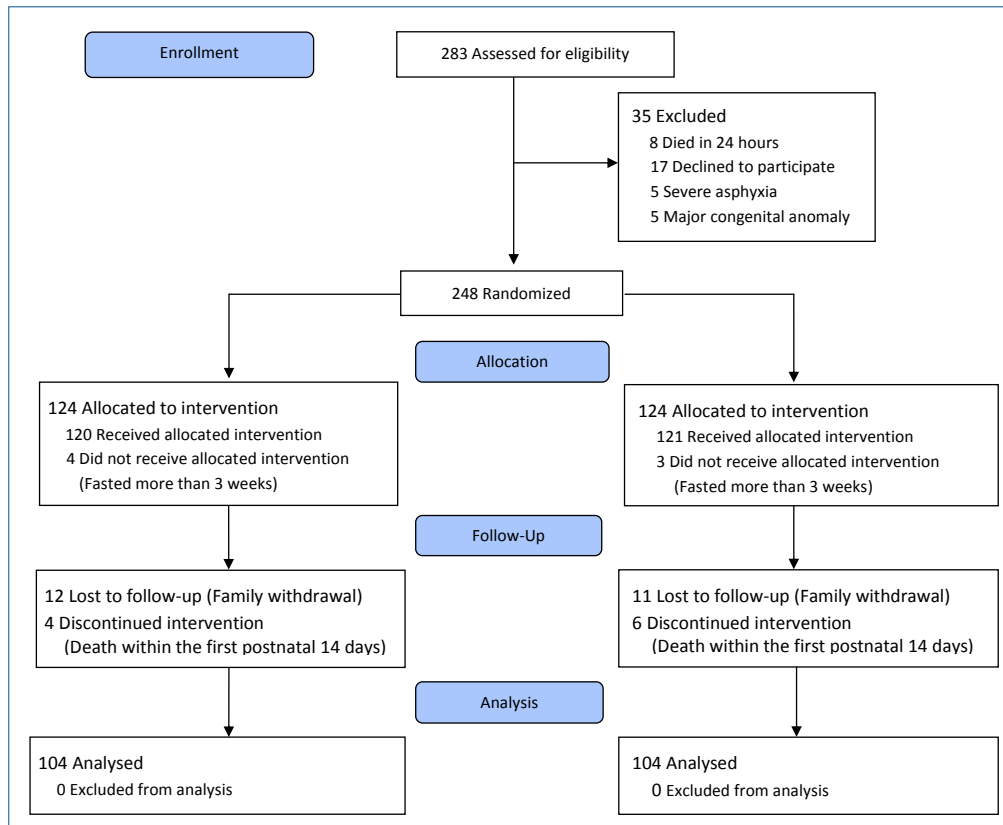 Enrollment
283 Assessed for eligibility
35 Excluded
8 Died in 24 hours
17 Declined to participate
5 Severe asphyxia
5 Major congenital anomaly
248 Randomized
Allocation
124 Allocated to intervention
120 Received allocated intervention
4 Did not receive allocated intervention
(Fasted more than 3 weeks)
124 Allocated to intervention
121 Received allocated intervention
3 Did not receive allocated intervention
(Fasted more than 3 weeks)
Follow-Up
12 Lost to follow-up (Family withdrawal)
4 Discontinued intervention
(Death within the first postnatal 14 days)
11 Lost to follow-up (Family withdrawal)
6 Discontinued intervention
(Death within the first postnatal 14 days)
Analysis
104 Analysed
0 Excluded from analysis
104 Analysed
0 Excluded from analysis